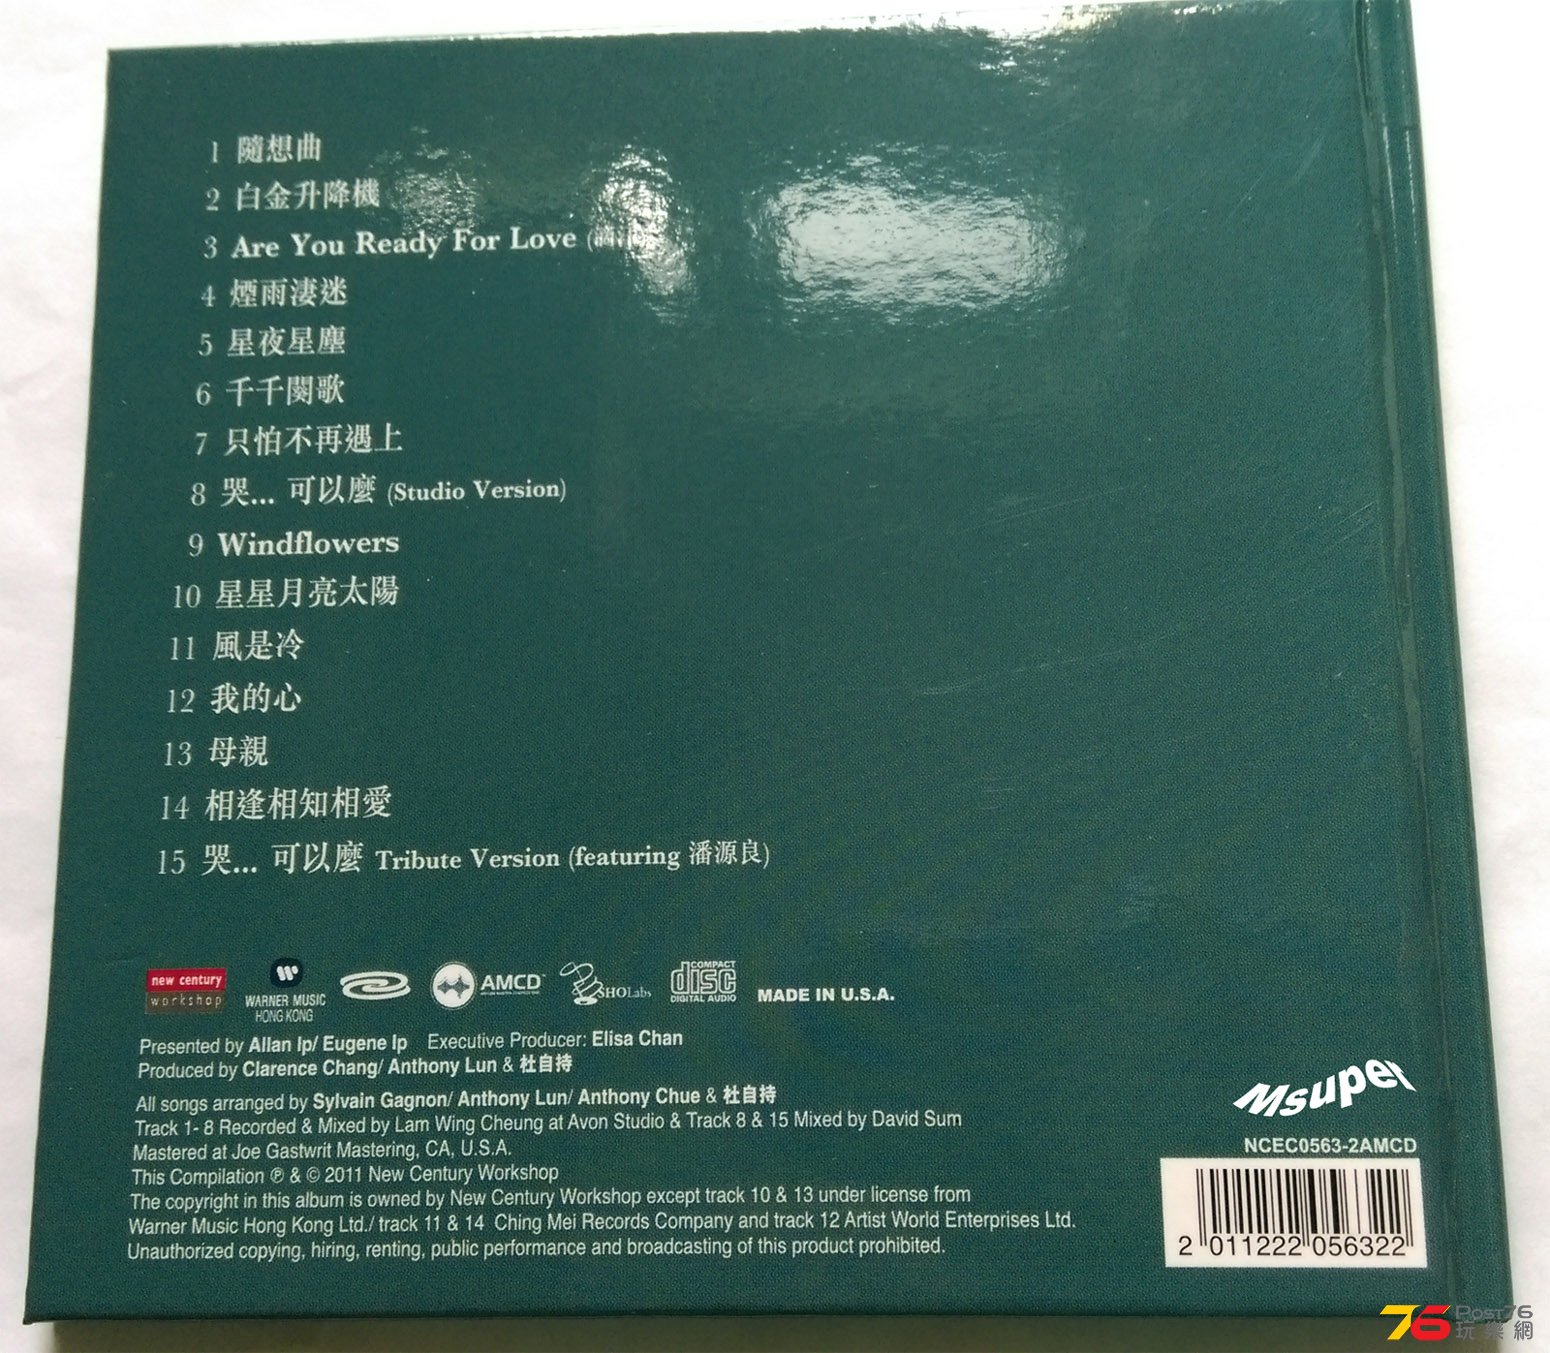 1 隨想曲
2 白金升降機
3 Are You Ready For Love
4 煙雨淒迷
5 星夜星塵
6 千千闋歌
7 只怕不再遇上
8 哭... 可以麼 (Studio Version)
9 Windflowers
10 星星月亮太陽
11 風是冷
12 我的心
13 母親
14 相逢相知相愛
15 哭... 可以麼 Tribute Version (featuring 潘源良)
new century
workshop
WARNER MUSIC
HONG KONG
AMCD
SHOLabs
COMPACT
disc
DIGITAL AUDIO
MADE IN U.S.A.
Presented by Allan Ip/ Eugene Ip Executive Producer: Elisa Chan
Produced by Clarence Chang/ Anthony Lun & 杜自持
All songs arranged by Sylvain Gagnon/ Anthony Lun/ Anthony Chue & 杜自持
Track 1- 8 Recorded & Mixed by Lam Wing Cheung at Avon Studio & Track 8 & 15 Mixed by David Sum
Mastered at Joe Gastwrit Mastering, CA, U.S.A.
This Compilation ℗ & © 2011 New Century Workshop
The copyright in this album is owned by New Century Workshop except track 10 & 13 under license from
Warner Music Hong Kong Ltd./ track 11 & 14 Ching Mei Records Company and track 12 Artist World Enterprises Ltd.
Unauthorized copying, hiring, renting, public performance and broadcasting of this product prohibited.
Msuper
NCEC0563-2AMCD
2 011222 056322
76 POST76
玩樂網